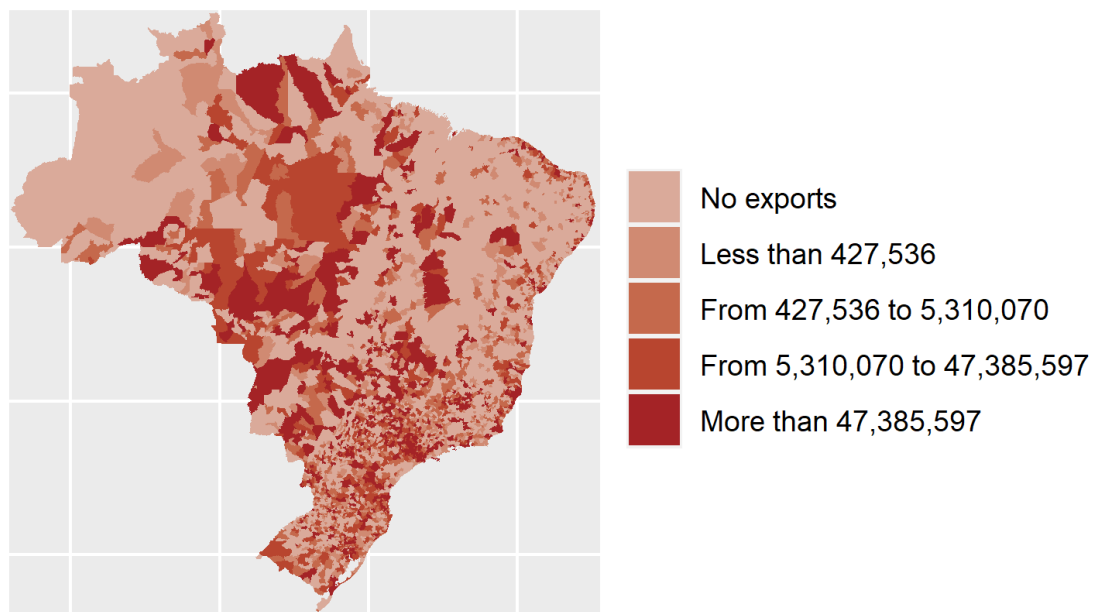 No exports
Less than 427,536
From 427,536 to 5,310,070
From 5,310,070 to 47,385,597
More than 47,385,597